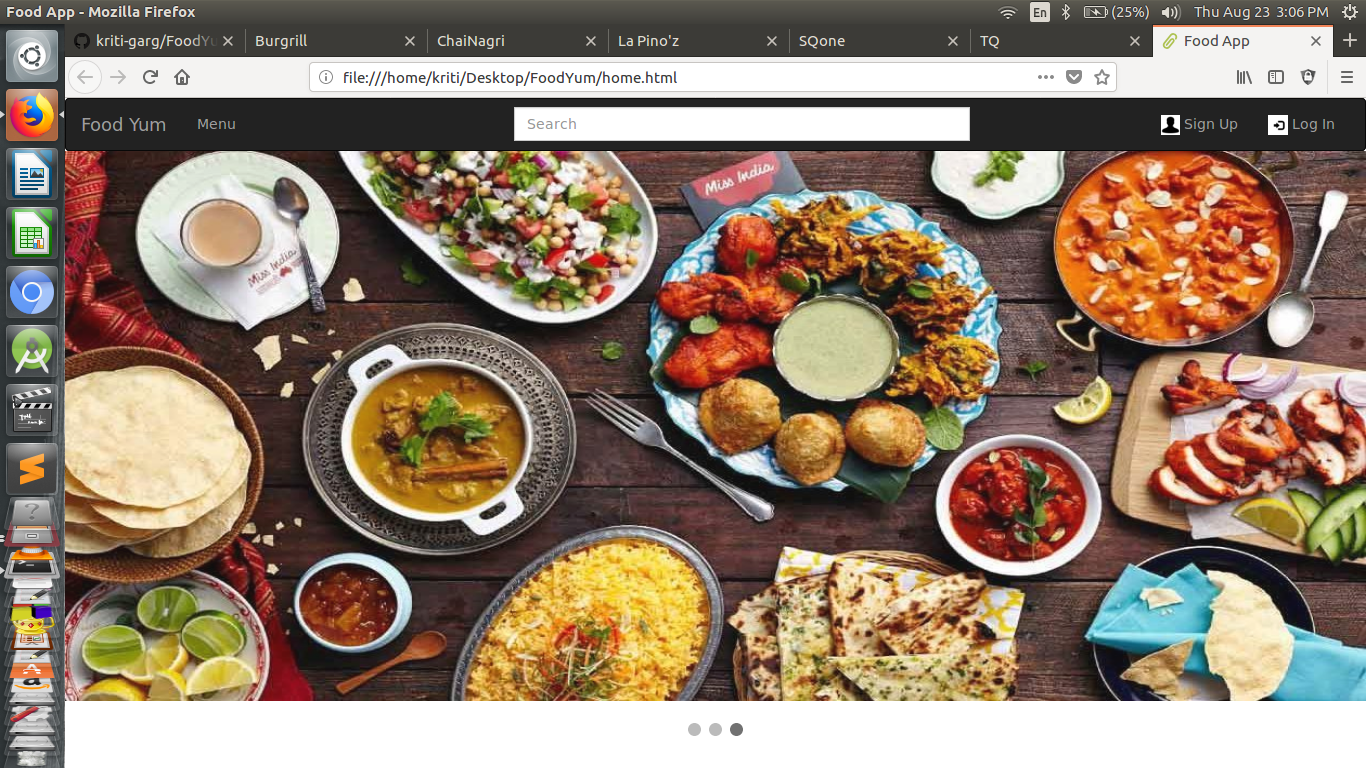 Food App - Mozilla Firefox
En
(25%)
Thu Aug 23 3:06 PM
kriti-garg/FoodYu
Burgrill
ChaiNagri
La Pino'z
SQone
TQ
Food App
file:///home/kriti/Desktop/FoodYum/home.html
Food Yum
Menu
Search
Sign Up
Log In
Miss India
Miss India